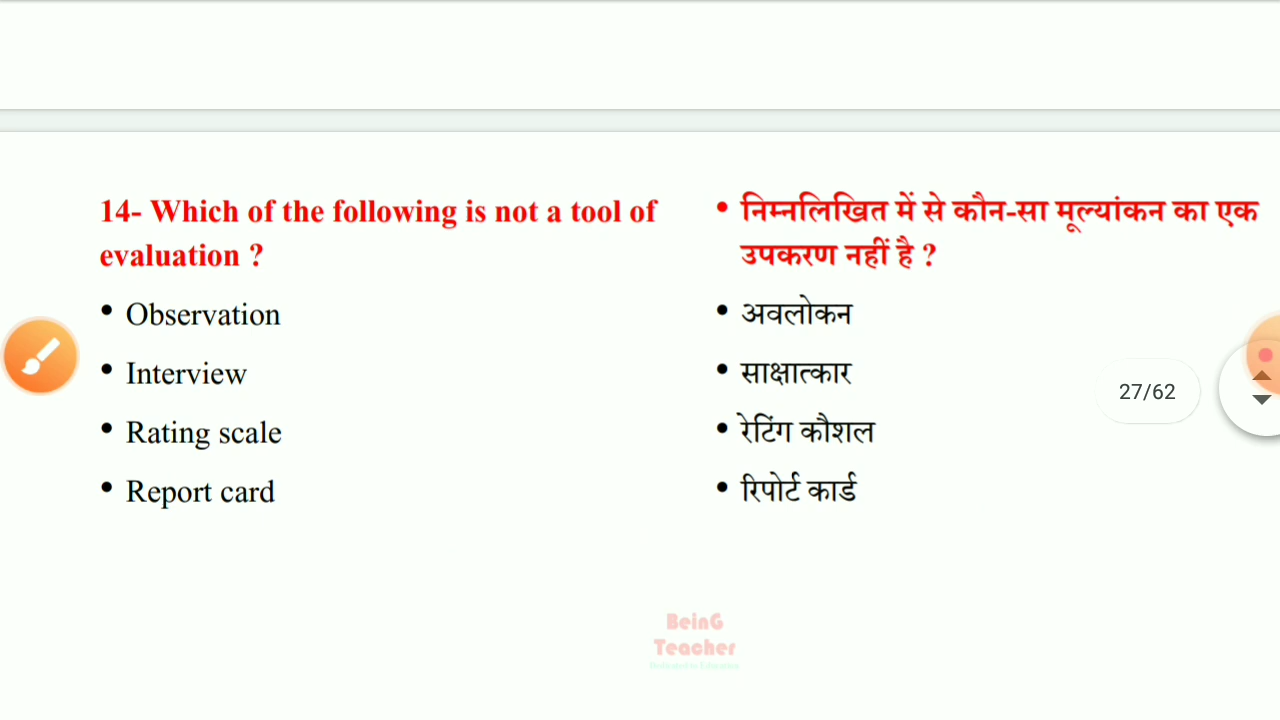 14- Which of the following is not a tool of
evaluation ?
• Observation
• Interview
• Rating scale
• Report card
• निम्नलिखित में से कौन-सा मूल्यांकन का एक
उपकरण नहीं है ?
• अवलोकन
• साक्षात्कार
• रेटिंग कौशल
• रिपोर्ट कार्ड
27/62
BeinG
Teacher